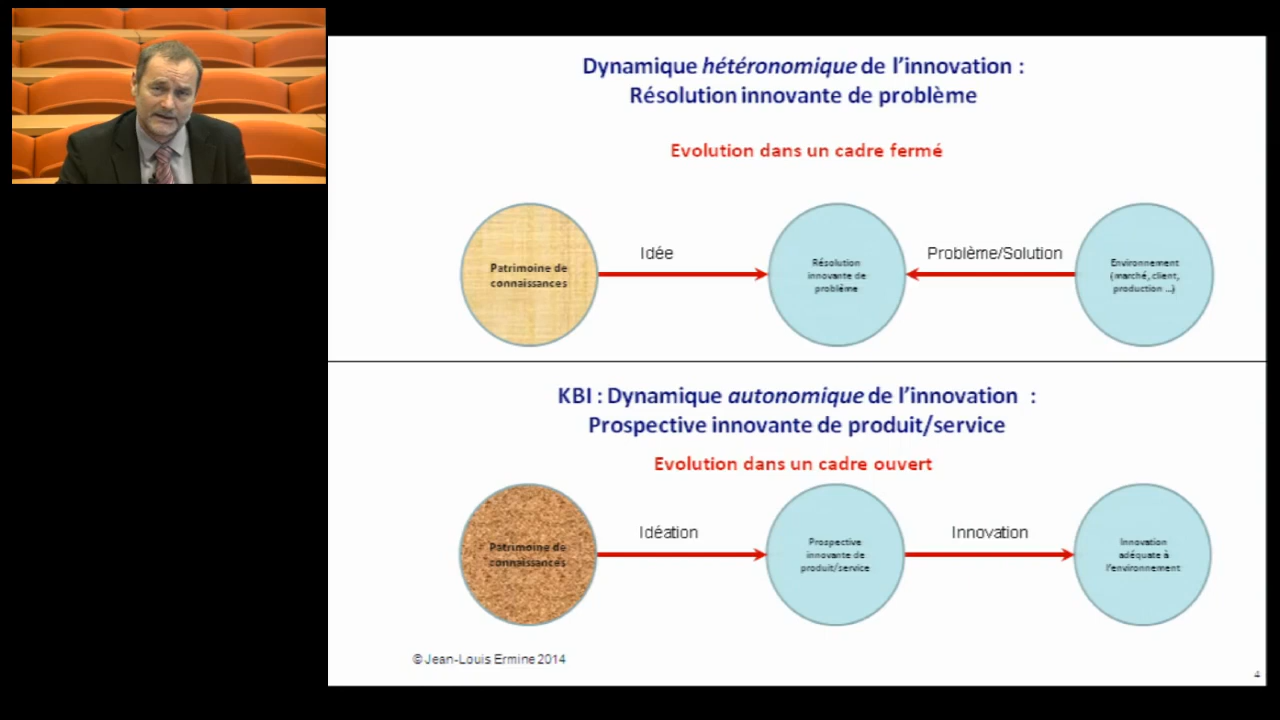 Dynamique hétéronomique de l'innovation :
Résolution innovante de problème
Evolution dans un cadre fermé
Idée
Problème/Solution
Patrimoine de
connaissances
Résolution
innovante de
problème
Environnement
(marché, client,
production ...)
KBI : Dynamique autonomique de l'innovation :
Prospective innovante de produit/service
Evolution dans un cadre ouvert
Idéation
Innovation
Patrimoine de
connaissances
Prospective
innovante de
produit/service
Innovation
adéquate à
l'environnement
© Jean-Louis Ermine 2014
4